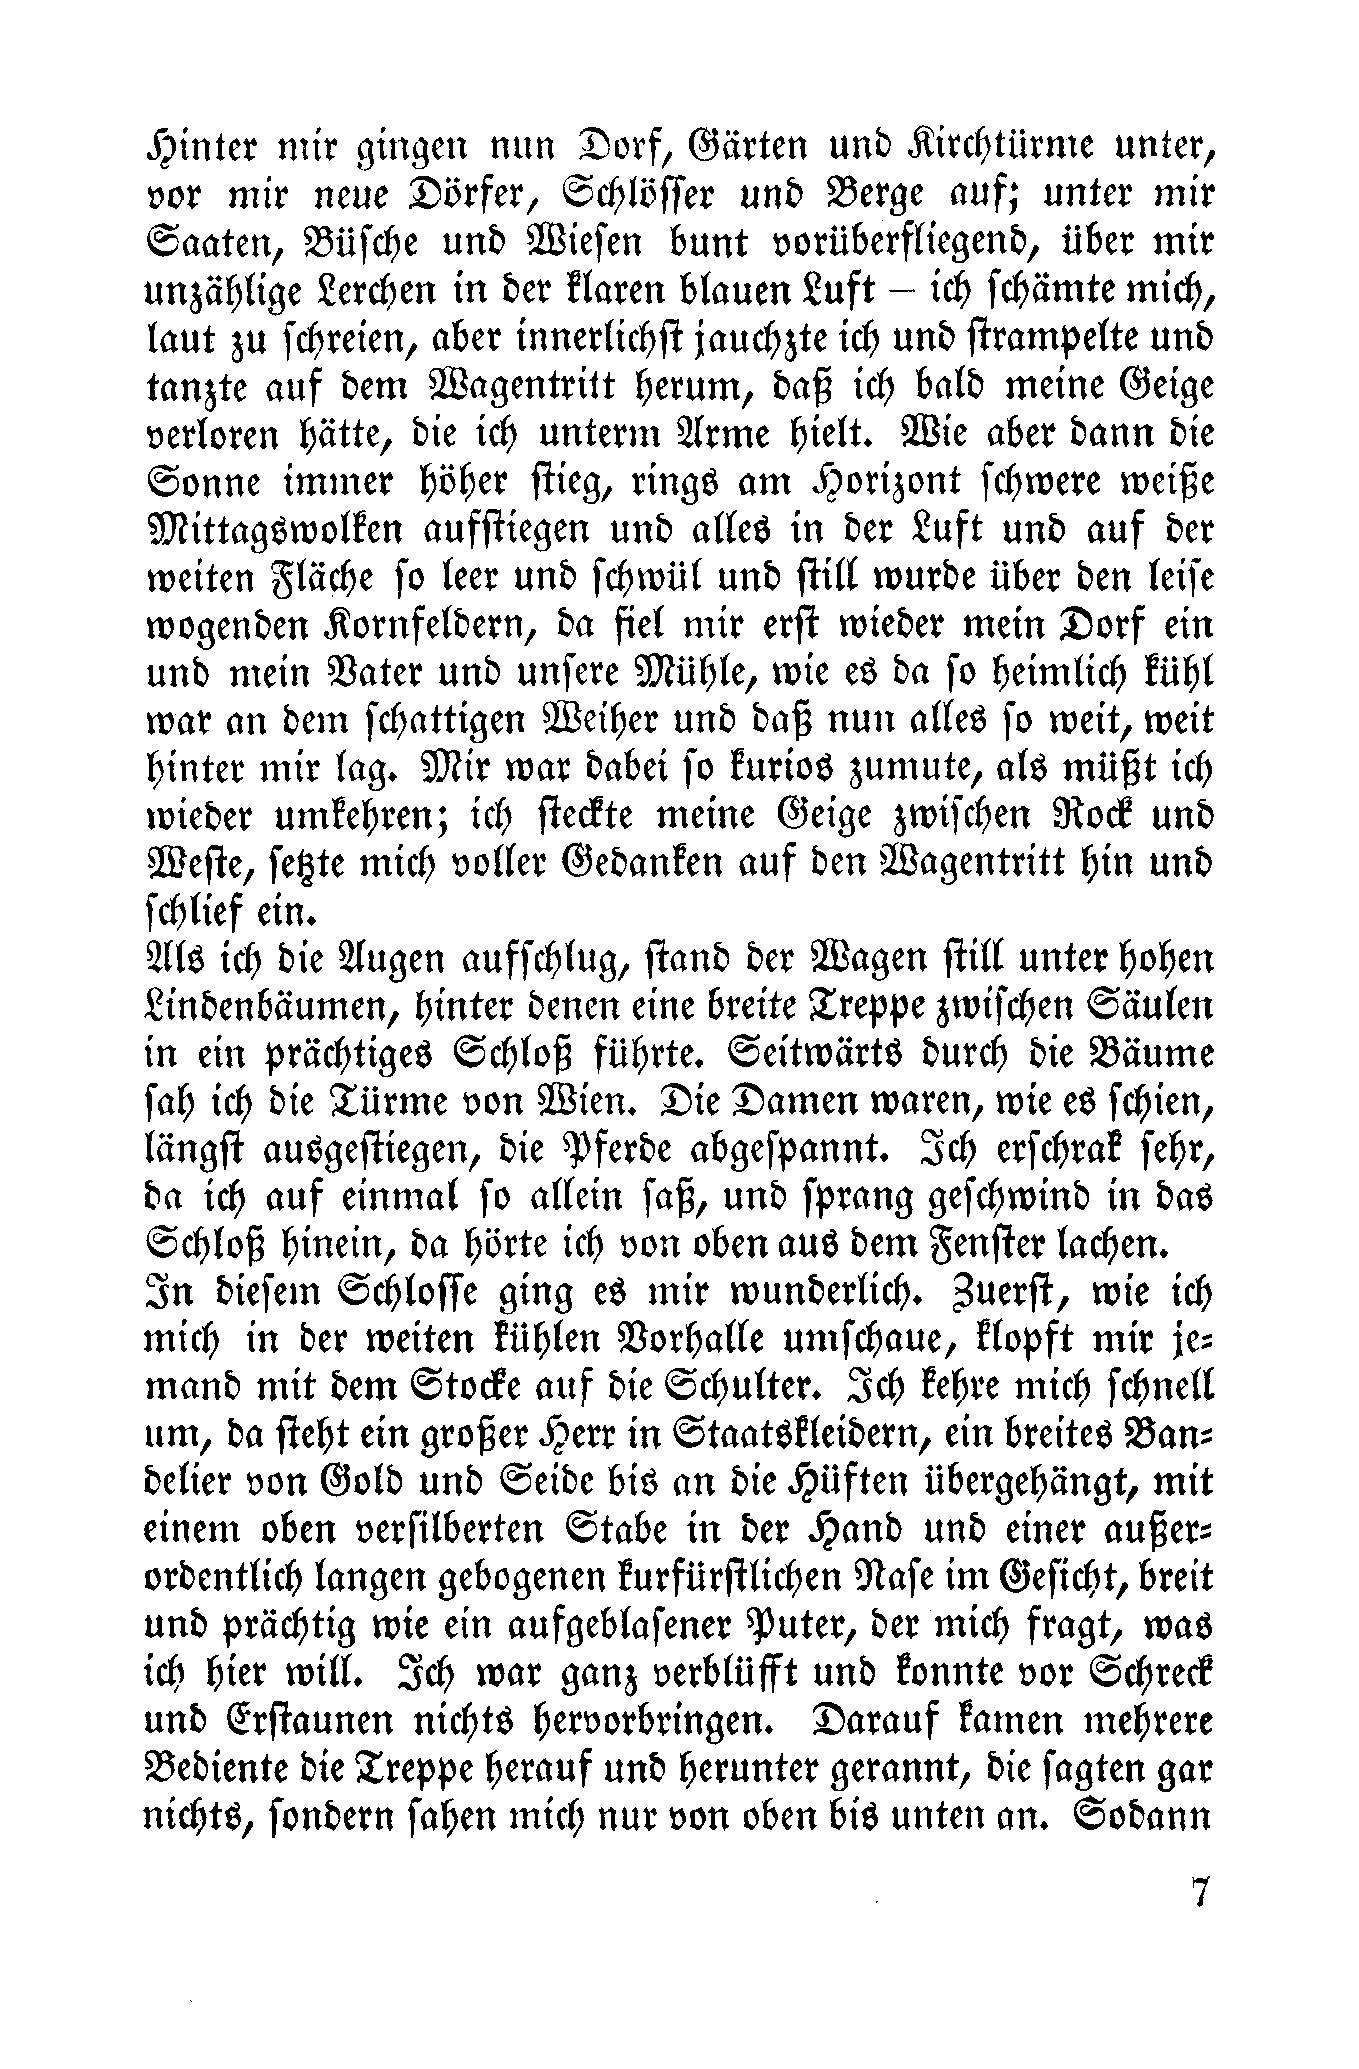 Hinter mir gingen nun Dorf, Gärten und Kirchtürme unter,
vor mir neue Dörfer, Schlösser und Berge auf; unter mir
Saaten, Büsche und Wiesen bunt vorüberfliegend, über mir
unzählige Lerchen in der klaren blauen Luft – ich schämte mich,
laut zu schreien, aber innerlichst jauchzte ich und strampelte und
tanzte auf dem Wagentritt herum, daß ich bald meine Geige
verloren hätte, die ich unterm Arme hielt. Wie aber dann die
Sonne immer höher stieg, rings am Horizont schwere weiße
Mittagswolken aufstiegen und alles in der Luft und auf der
weiten Fläche so leer und schwül und still wurde über den leise
wogenden Kornfeldern, da fiel mir erst wieder mein Dorf ein
und mein Vater und unsere Mühle, wie es da so heimlich kühl
war an dem schattigen Weiher und daß nun alles so weit, weit
hinter mir lag. Mir war dabei so kurios zumute, als müßt ich
wieder umkehren; ich steckte meine Geige zwischen Rock und
Weste, setzte mich voller Gedanken auf den Wagentritt hin und
schlief ein.
Als ich die Augen aufschlug, stand der Wagen still unter hohen
Lindenbäumen, hinter denen eine breite Treppe zwischen Säulen
in ein prächtiges Schloß führte. Seitwärts durch die Bäume
sah ich die Türme von Wien. Die Damen waren, wie es schien,
längst ausgestiegen, die Pferde abgespannt. Ich erschrak sehr,
da ich auf einmal so allein saß, und sprang geschwind in das
Schloß hinein, da hörte ich von oben aus dem Fenster lachen.
In diesem Schlosse ging es mir wunderlich. Zuerst, wie ich
mich in der weiten kühlen Vorhalle umschaue, klopft mir je-
mand mit dem Stocke auf die Schulter. Ich kehre mich schnell
um, da steht ein großer Herr in Staatskleidern, ein breites Ban-
delier von Gold und Seide bis an die Hüften übergehängt, mit
einem oben versilberten Stabe in der Hand und einer außer-
ordentlich langen gebogenen kurfürstlichen Nase im Gesicht, breit
und prächtig wie ein aufgeblasener Puter, der mich fragt, was
ich hier will. Ich war ganz verblüfft und konnte vor Schreck
und Erstaunen nichts hervorbringen. Darauf kamen mehrere
Bediente die Treppe herauf und herunter gerannt, die sagten gar
nichts, sondern sahen mich nur von oben bis unten an. Sodann
7